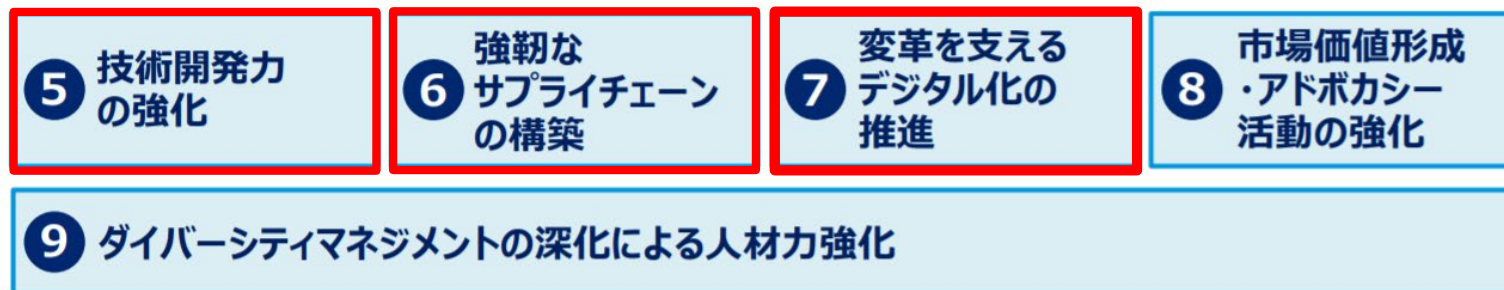 5 技術開発力
の強化
6 強靭な
サプライチェーン
の構築
7 変革を支える
デジタル化の
推進
8 市場価値形成
・アドボカシー
活動の強化
9 ダイバーシティマネジメントの深化による人材力強化